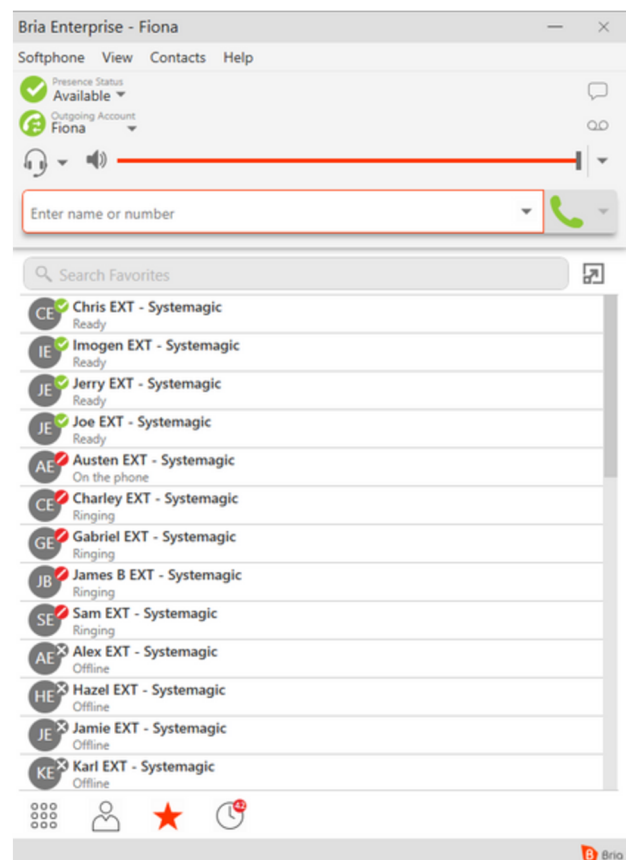 Bria Enterprise - Fiona
Softphone View Contacts Help
Presence Status
Available
Outgoing Account
Fiona
Enter name or number
Search Favorites
CE Chris EXT - Systemagic
Ready
IE Imogen EXT - Systemagic
Ready
JE Jerry EXT - Systemagic
Ready
JE Joe EXT - Systemagic
Ready
AE Austen EXT - Systemagic
On the phone
CE Charley EXT - Systemagic
Ringing
GE Gabriel EXT - Systemagic
Ringing
JB James B EXT - Systemagic
Ringing
SE Sam EXT - Systemagic
Ringing
AE Alex EXT - Systemagic
Offline
HE Hazel EXT - Systemagic
Offline
JE Jamie EXT - Systemagic
Offline
KE Karl EXT - Systemagic
Offline
42
B Bria